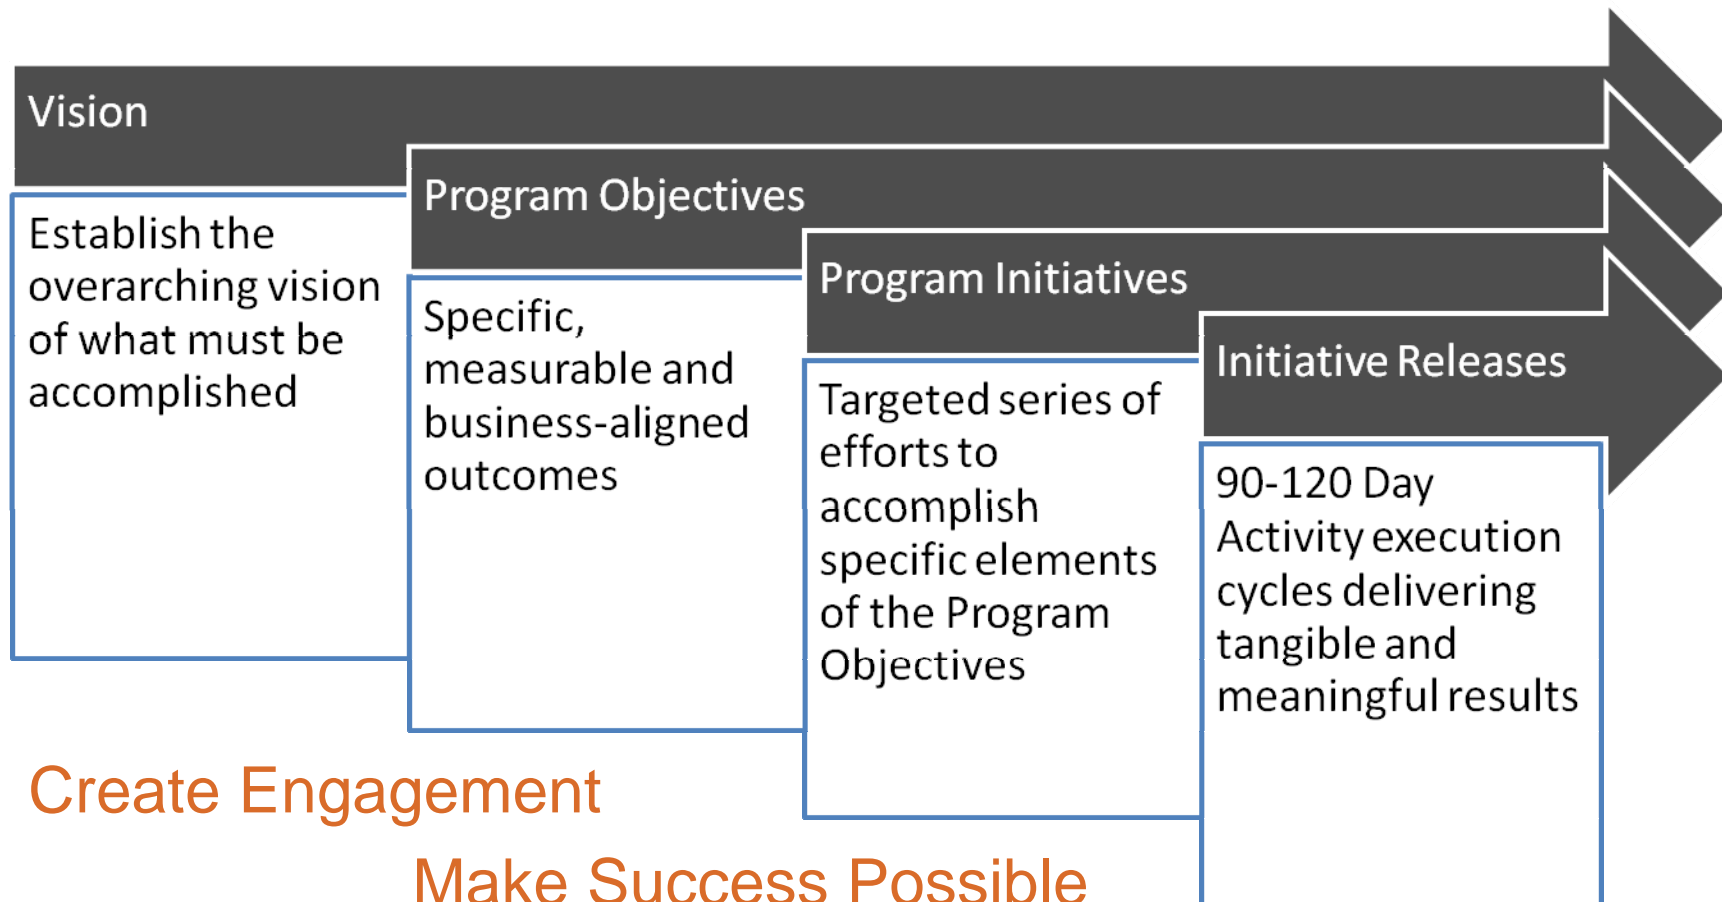 Vision
Establish the
overarching vision
of what must be
accomplished
Program Objectives
Specific,
measurable and
business-aligned
outcomes
Program Initiatives
Targeted series of
efforts to
accomplish
specific elements
of the Program
Objectives
Initiative Releases
90-120 Day
Activity execution
cycles delivering
tangible and
meaningful results
Create Engagement
Make Success Possible